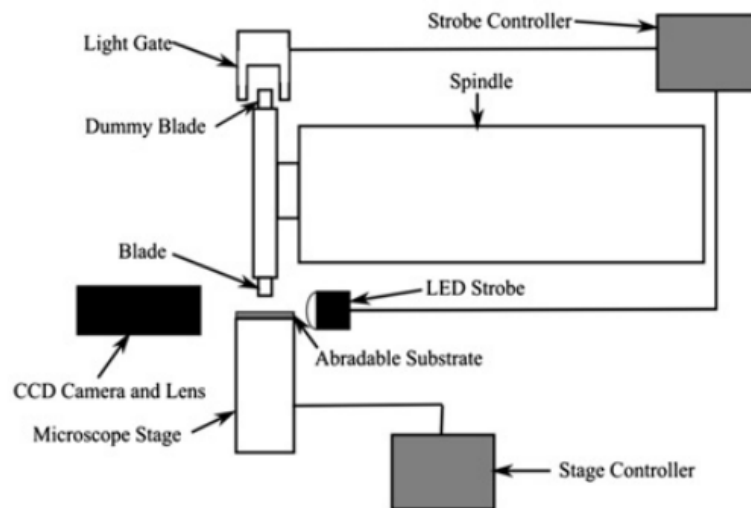 Strobe Controller
Light Gate
Spindle
Dummy Blade
Blade
LED Strobe
Abradable Substrate
CCD Camera and Lens
Microscope Stage
Stage Controller